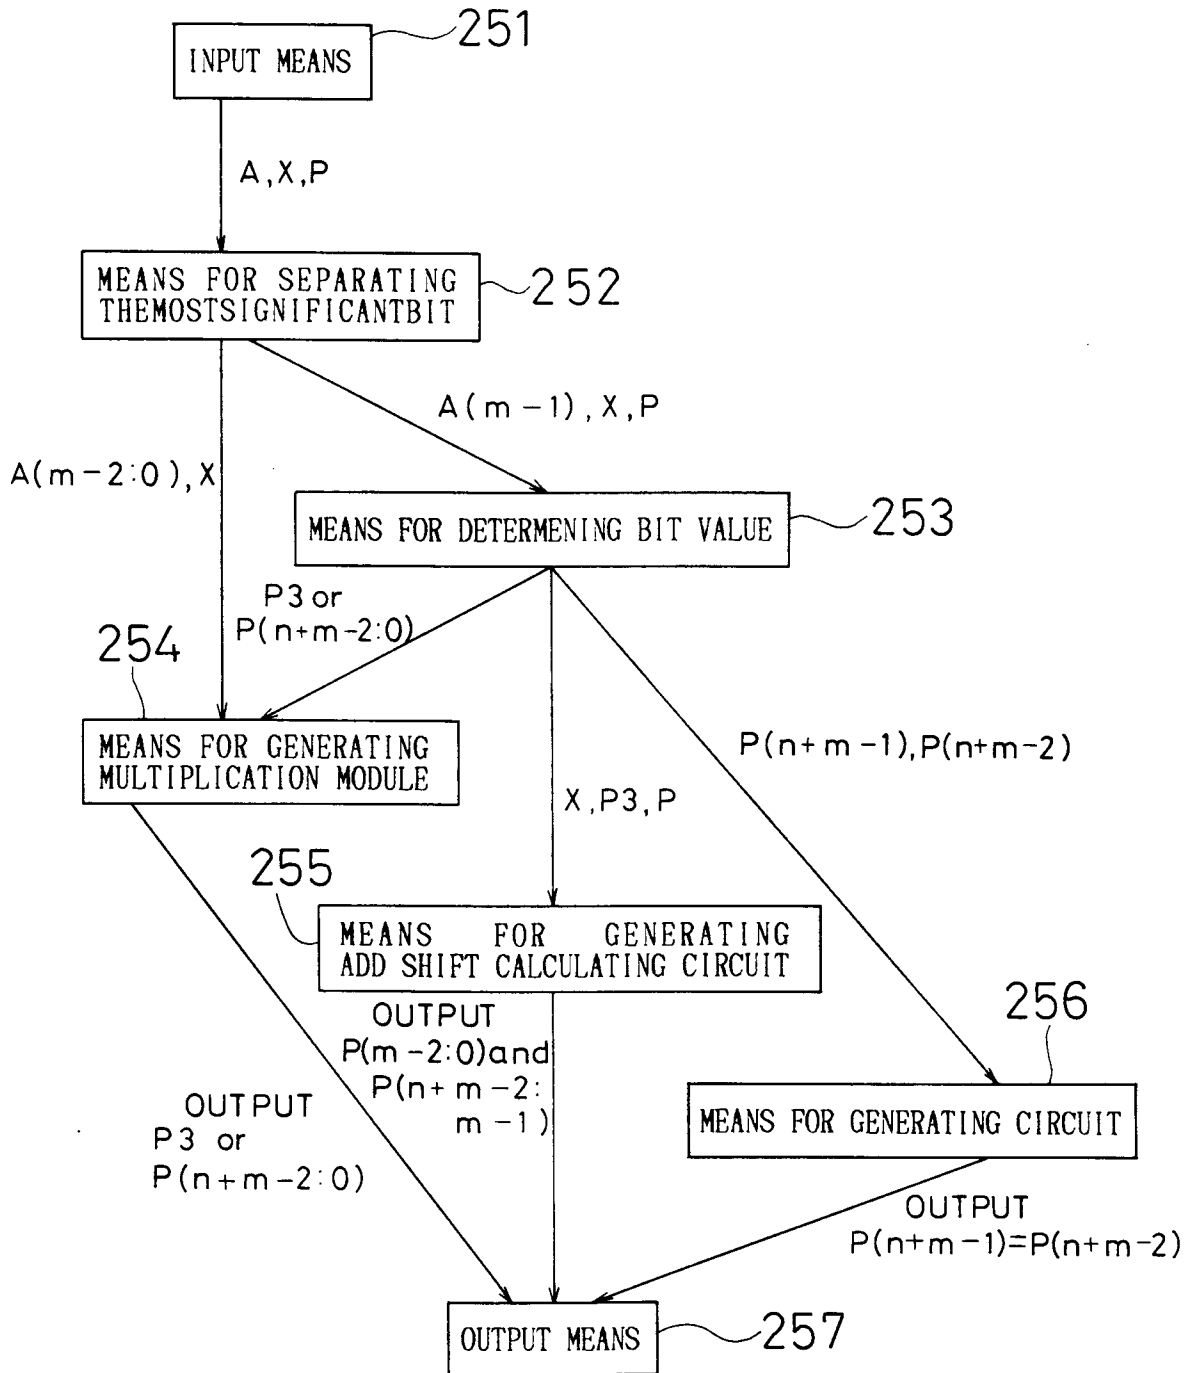 251
INPUT MEANS
A,X,P
MEANS FOR SEPARATING
THEMOSTSIGNIFICANTBIT
252
A(m-1),X,P
A(m-2:0),X
MEANS FOR DETERMENING BIT VALUE
253
P3 or
P(n+m-2:0)
254
MEANS FOR GENERATING
MULTIPLICATION MODULE
P(n+m-1),P(n+m-2)
X,P3,P
255
MEANS FOR GENERATING
ADD SHIFT CALCULATING CIRCUIT
OUTPUT
P(m-2:0)and
P(n+m-2:
m-1)
256
MEANS FOR GENERATING CIRCUIT
OUTPUT
P3 or
P(n+m-2:0)
OUTPUT
P(n+m-1)=P(n+m-2)
OUTPUT MEANS
257